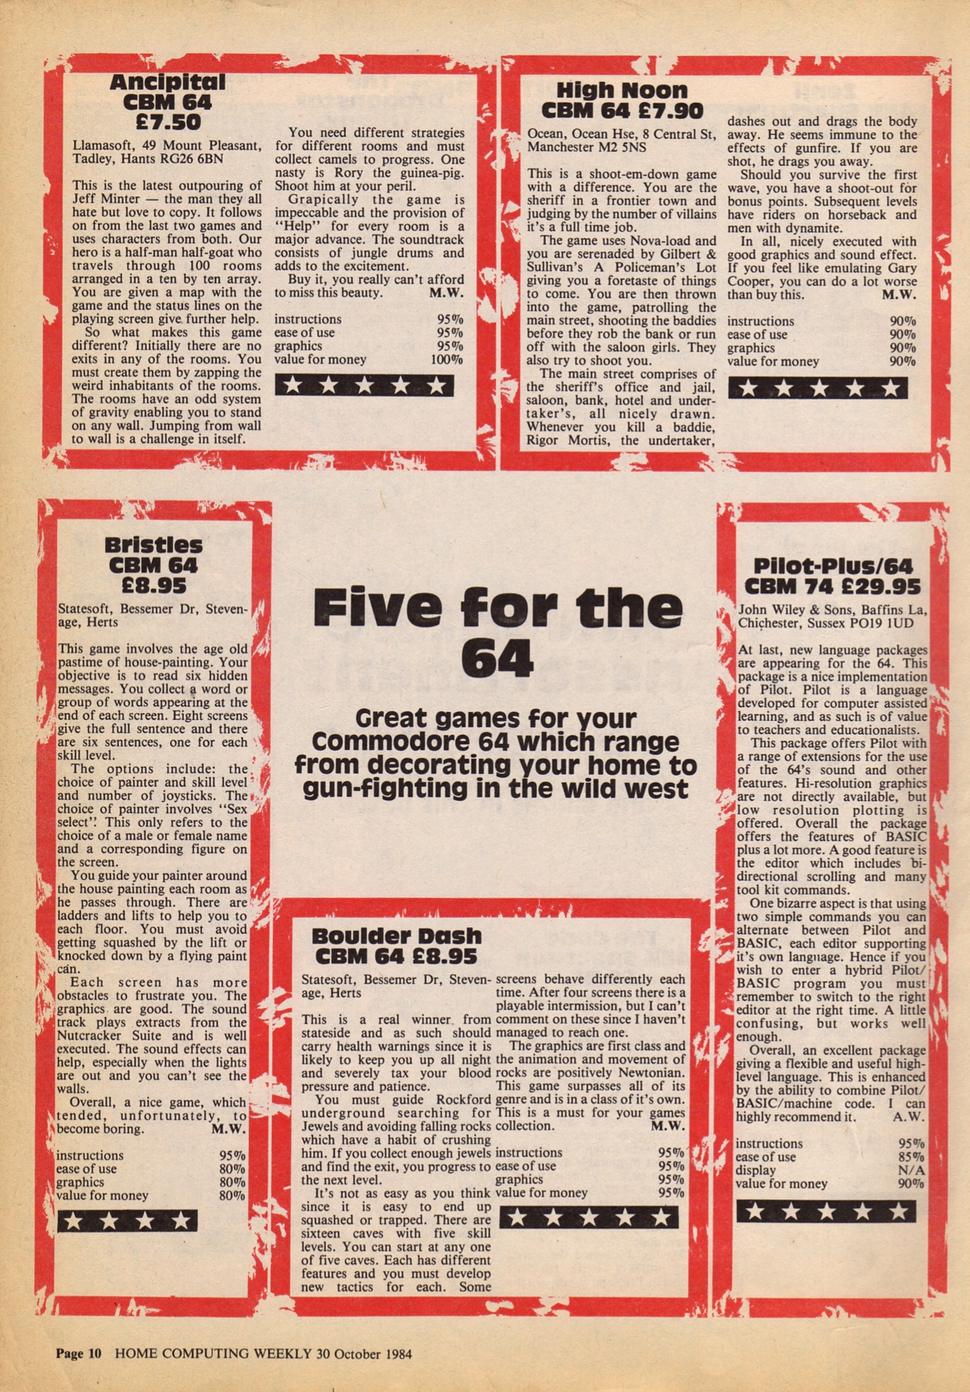 Ancipital
CBM 64
£7.50
Llamasoft, 49 Mount Pleasant,
Tadley, Hants RG26 6BN
This is the latest outpouring of
Jeff Minter — the man they all
hate but love to copy. It follows
on from the last two games and
uses characters from both. Our
hero is a half-man half-goat who
travels through 100 rooms
arranged in a ten by ten array.
You are given a map with the
game and the status lines on the
playing screen give further help.
So what makes this game
different? Initially there are no
exits in any of the rooms. You
must create them by zapping the
weird inhabitants of the rooms.
The rooms have an odd system
of gravity enabling you to stand
on any wall. Jumping from wall
to wall is a challenge in itself.
You need different strategies
for different rooms and must
collect camels to progress. One
nasty is Rory the guinea-pig.
Shoot him at your peril.
Grapically the game is
impeccable and the provision of
"Help" for every room is a
major advance. The soundtrack
consists of jungle drums and
adds to the excitement.
Buy it, you really can't afford
to miss this beauty. M.W.
instructions 95%
ease of use 95%
graphics 95%
value for money 100%
★ ★ ★ ★ ★
High Noon
CBM 64 £7.90
Ocean, Ocean Hse, 8 Central St,
Manchester M2 5NS
This is a shoot-em-down game
with a difference. You are the
sheriff in a frontier town and
judging by the number of villains
it's a full time job.
The game uses Nova-load and
you are serenaded by Gilbert &
Sullivan's A Policeman's Lot
giving you a foretaste of things
to come. You are then thrown
into the game, patrolling the
main street, shooting the baddies
before they rob the bank or run
off with the saloon girls. They
also try to shoot you.
The main street comprises of
the sheriff's office and jail,
saloon, bank, hotel and under-
taker's, all nicely drawn.
Whenever you kill a baddie,
Rigor Mortis, the undertaker,
dashes out and drags the body
away. He seems immune to the
effects of gunfire. If you are
shot, he drags you away.
Should you survive the first
wave, you have a shoot-out for
bonus points. Subsequent levels
have riders on horseback and
men with dynamite.
In all, nicely executed with
good graphics and sound effect.
If you feel like emulating Gary
Cooper, you can do a lot worse
than buy this. M.W.
instructions 90%
ease of use 90%
graphics 90%
value for money 90%
★ ★ ★ ★ ★
Bristles
CBM 64
£8.95
Statesoft, Bessemer Dr, Steven-
age, Herts
This game involves the age old
pastime of house-painting. Your
objective is to read six hidden
messages. You collect a word or
group of words appearing at the
end of each screen. Eight screens
give the full sentence and there
are six sentences, one for each
skill level.
The options include: the
choice of painter and skill level
and number of joysticks. The
choice of painter involves "Sex
select"! This only refers to the
choice of a male or female name
and a corresponding figure on
the screen.
You guide your painter around
the house painting each room as
he passes through. There are
ladders and lifts to help you to
each floor. You must avoid
getting squashed by the lift or
knocked down by a flying paint
can.
Each screen has more
obstacles to frustrate you. The
graphics are good. The sound
track plays extracts from the
Nutcracker Suite and is well
executed. The sound effects can
help, especially when the lights
are out and you can't see the
walls.
Overall, a nice game, which
tended, unfortunately, to
become boring. M.W.
instructions 95%
ease of use 80%
graphics 80%
value for money 80%
★ ★ ★ ★
Five for the
64
Great games for your
Commodore 64 which range
from decorating your home to
gun-fighting in the wild west
Boulder Dash
CBM 64 £8.95
Statesoft, Bessemer Dr, Steven-
age, Herts
This is a real winner from
stateside and as such should
carry health warnings since it is
likely to keep you up all night
and severely tax your blood
pressure and patience.
You must guide Rockford
underground searching for
Jewels and avoiding falling rocks
which have a habit of crushing
him. If you collect enough jewels
and find the exit, you progress to
the next level.
It's not as easy as you think
since it is easy to end up
squashed or trapped. There are
sixteen caves with five skill
levels. You can start at any one
of five caves. Each has different
features and you must develop
new tactics for each. Some
screens behave differently each
time. After four screens there is a
playable intermission, but I can't
comment on these since I haven't
managed to reach one.
The graphics are first class and
the animation and movement of
rocks are positively Newtonian.
This game surpasses all of its
genre and is in a class of it's own.
This is a must for your games
collection. M.W.
instructions 95%
ease of use 95%
graphics 95%
value for money 95%
★ ★ ★ ★ ★
Pilot-Plus/64
CBM 74 £29.95
John Wiley & Sons, Baffins La,
Chichester, Sussex PO19 1UD
At last, new language packages
are appearing for the 64. This
package is a nice implementation
of Pilot. Pilot is a language
developed for computer assisted
learning, and as such is of value
to teachers and educationalists.
This package offers Pilot with
a range of extensions for the use
of the 64's sound and other
features. Hi-resolution graphics
are not directly available, but
low resolution plotting is
offered. Overall the package
offers the features of BASIC
plus a lot more. A good feature is
the editor which includes bi-
directional scrolling and many
tool kit commands.
One bizarre aspect is that using
two simple commands you can
alternate between Pilot and
BASIC, each editor supporting
it's own language. Hence if you
wish to enter a hybrid Pilot/
BASIC program you must
remember to switch to the right
editor at the right time. A little
confusing, but works well
enough.
Overall, an excellent package
giving a flexible and useful high-
level language. This is enhanced
by the ability to combine Pilot/
BASIC/machine code. I can
highly recommend it. A.W.
instructions 95%
ease of use 85%
display N/A
value for money 90%
★ ★ ★ ★ ★
Page 10 HOME COMPUTING WEEKLY 30 October 1984